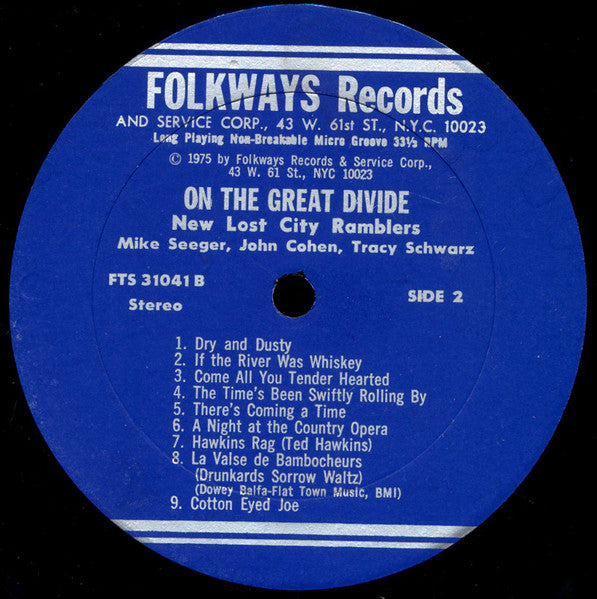 FOLKWAYS Records
AND SERVICE CORP., 43 W. 61st ST., N.Y.C. 10023
Long Playing Non-Breakable Micro Groove 33⅓ RPM
© 1975 by Folkways Records & Service Corp.,
43 W. 61 St., NYC 10023
ON THE GREAT DIVIDE
New Lost City Ramblers
Mike Seeger, John Cohen, Tracy Schwarz
FTS 31041 B
SIDE 2
Stereo
1. Dry and Dusty
2. If the River Was Whiskey
3. Come All You Tender Hearted
4. The Time's Been Swiftly Rolling By
5. There's Coming a Time
6. A Night at the Country Opera
7. Hawkins Rag (Ted Hawkins)
8. La Valse de Bambocheurs
(Drunkards Sorrow Waltz)
(Dowey Balfa-Flat Town Music, BMI)
9. Cotton Eyed Joe